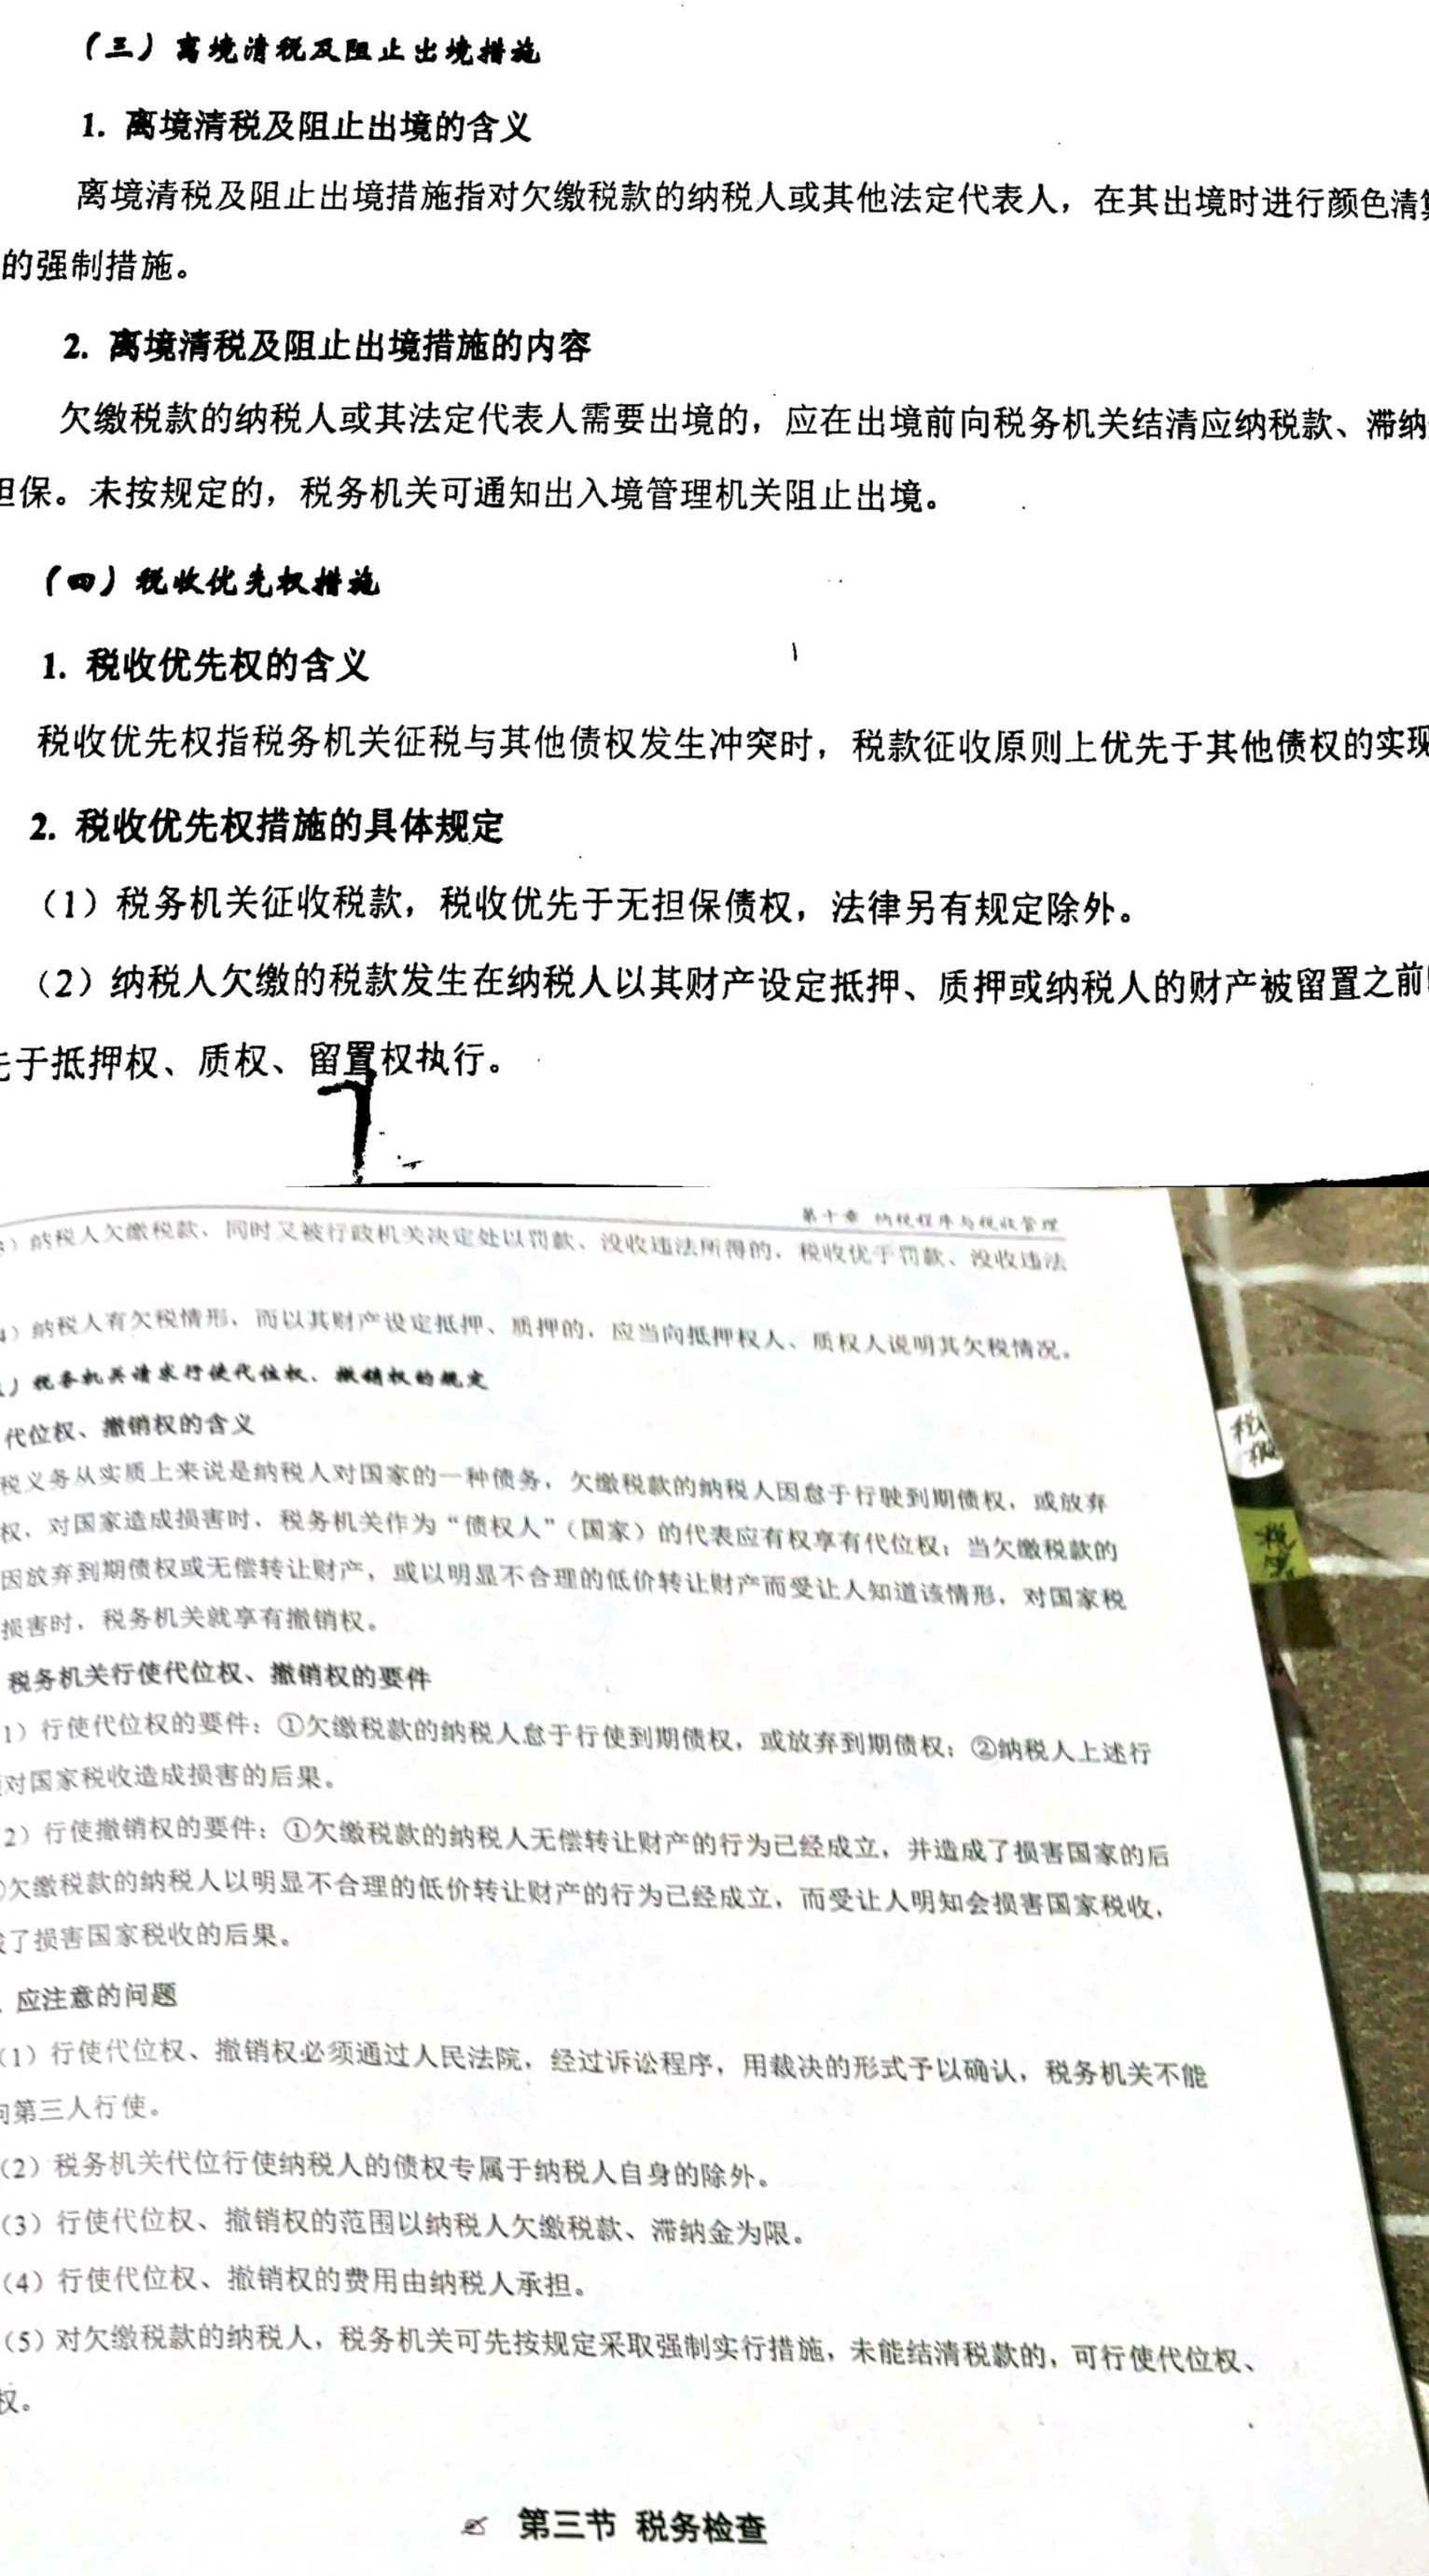 （三）离境清税及阻止出境措施
1. 离境清税及阻止出境的含义
离境清税及阻止出境措施指对欠缴税款的纳税人或其他法定代表人，在其出境时进行颜色清
的强制措施。
2. 离境清税及阻止出境措施的内容
欠缴税款的纳税人或其法定代表人需要出境的，应在出境前向税务机关结清应纳税款、滞纳
保。未按规定的，税务机关可通知出入境管理机关阻止出境。
（四）税收优先权措施
1. 税收优先权的含义
税收优先权指税务机关征税与其他债权发生冲突时，税款征收原则上优先于其他债权的实现
2. 税收优先权措施的具体规定
（1）税务机关征收税款，税收优先于无担保债权，法律另有规定除外。
（2）纳税人欠缴的税款发生在纳税人以其财产设定抵押、质押或纳税人的财产被留置之前
于抵押权、质权、留置权执行。
第十章 纳税程序与税收管理
）纳税人欠缴税款，同时又被行政机关决定处以罚款、没收违法所得的，税收优于罚款、没收违法
4）纳税人有欠税情形，而以其财产设定抵押、质押的，应当向抵押权人、质权人说明其欠税情况。
）税务机关请求行使代位权、撤销权的规定
代位权、撤销权的含义
税义务从实质上来说是纳税人对国家的一种债务，欠缴税款的纳税人因怠于行驶到期债权，或放弃
权，对国家造成损害时，税务机关作为“债权人”（国家）的代表应有权享有代位权；当欠缴税款的
因放弃到期债权或无偿转让财产，或以明显不合理的低价转让财产而受让人知道该情形，对国家税
损害时，税务机关就享有撤销权。
税务机关行使代位权、撤销权的要件
1）行使代位权的要件：①欠缴税款的纳税人怠于行使到期债权，或放弃到期债权；②纳税人上述行
对国家税收造成损害的后果。
2）行使撤销权的要件：①欠缴税款的纳税人无偿转让财产的行为已经成立，并造成了损害国家的后
欠缴税款的纳税人以明显不合理的低价转让财产的行为已经成立，而受让人明知会损害国家税收，
了损害国家税收的后果。
应注意的问题
（1）行使代位权、撤销权必须通过人民法院，经过诉讼程序，用裁决的形式予以确认，税务机关不能
向第三人行使。
（2）税务机关代位行使纳税人的债权专属于纳税人自身的除外。
（3）行使代位权、撤销权的范围以纳税人欠缴税款、滞纳金为限。
（4）行使代位权、撤销权的费用由纳税人承担。
（5）对欠缴税款的纳税人，税务机关可先按规定采取强制实行措施，未能结清税款的，可行使代位权、
权。
第三节 税务检查